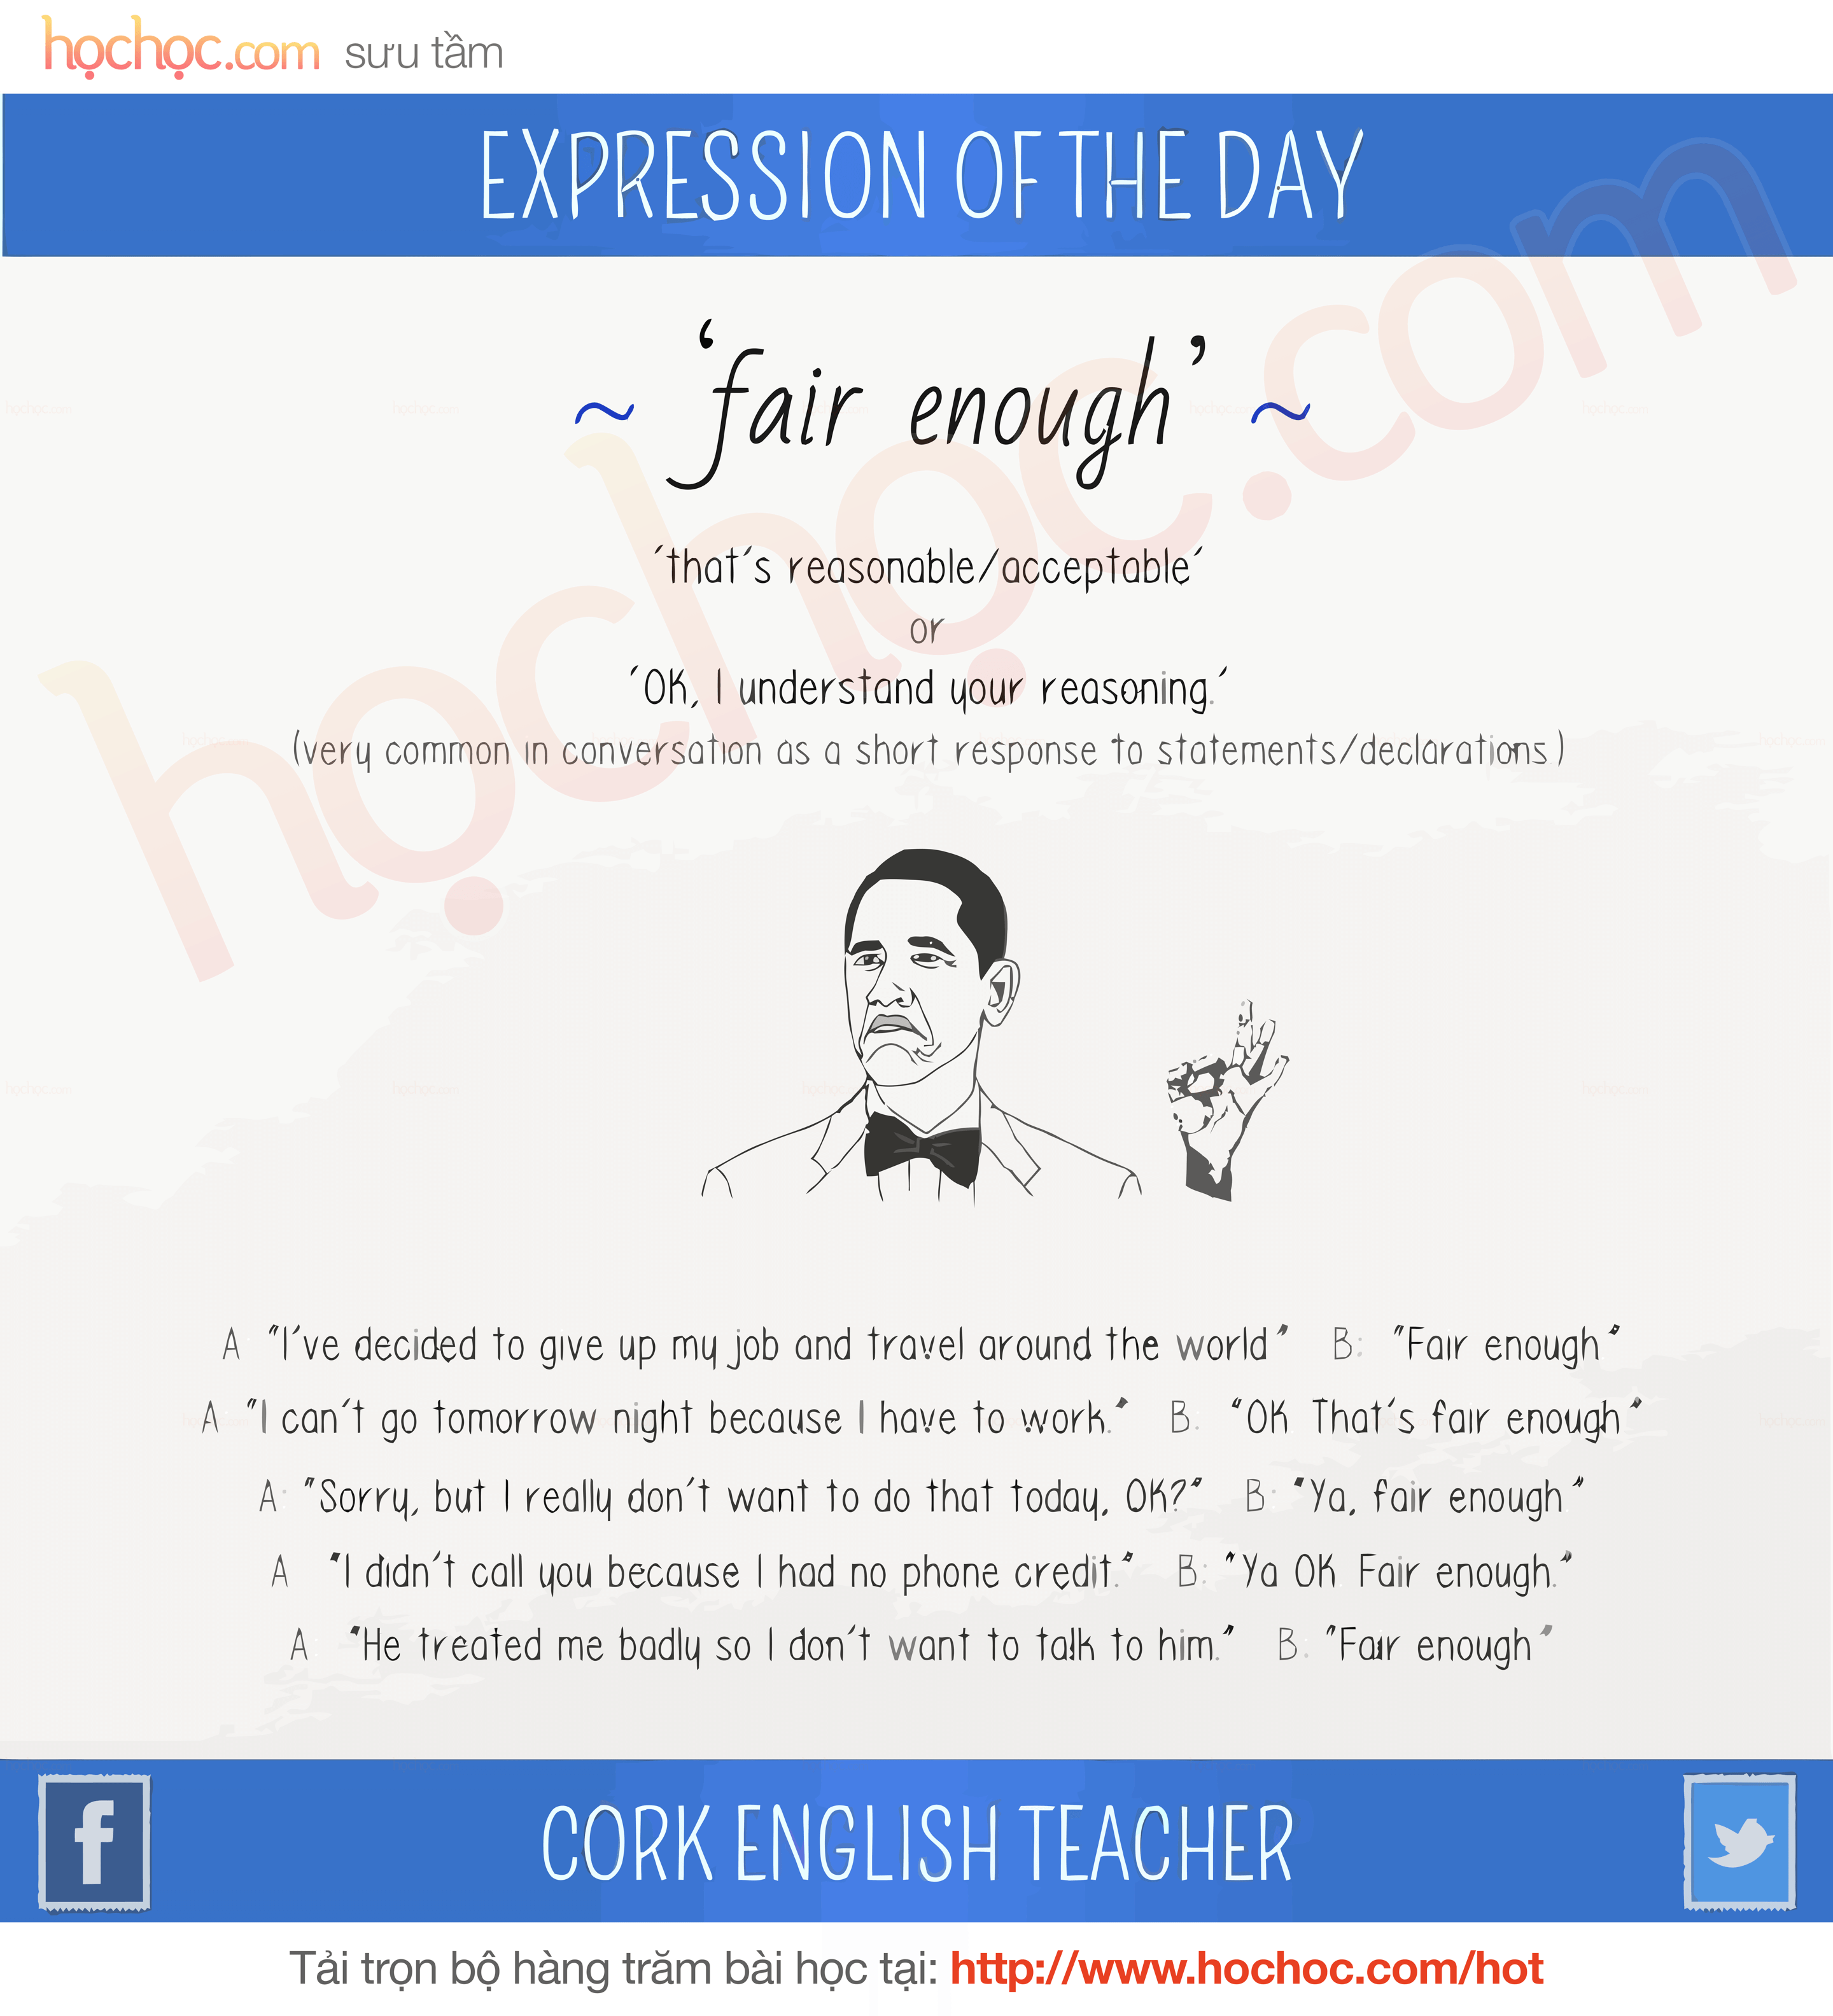 họchọc.com sưu tầm
EXPRESSION OF THE DAY
~ ‘fair enough’ ~
'that's reasonable/acceptable'
or
'OK, I understand your reasoning.'
(very common in conversation as a short response to statements/declarations)
A "I've decided to give up my job and travel around the world" B: "Fair enough"
A "I can't go tomorrow night because I have to work." B: "OK That's fair enough"
A: "Sorry, but I really don't want to do that today, OK?" B: "Ya, fair enough"
A "I didn't call you because I had no phone credit." B: "Ya OK Fair enough."
A: "He treated me badly so I don't want to talk to him." B: "Fair enough"
f
CORK ENGLISH TEACHER
Tải trọn bộ hàng trăm bài học tại: http://www.hochoc.com/hot
họchọc.com